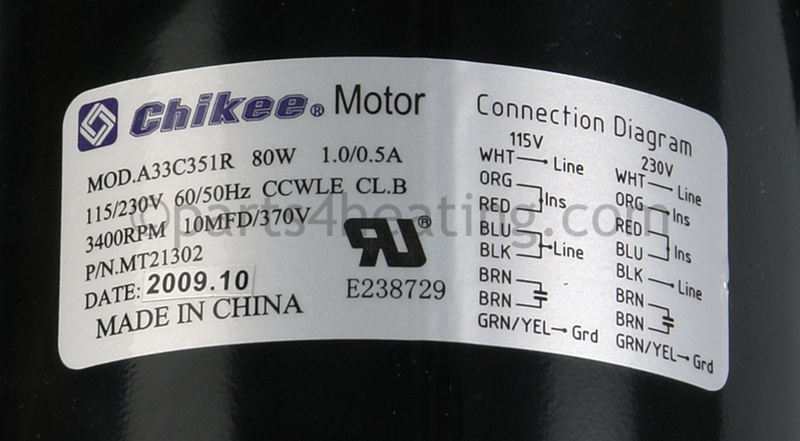 Chikee® Motor
MOD.A33C351R 80W 1.0/0.5A
115/230V 60/50Hz CCWLE CL.B
3400RPM 10MFD/370V
P/N.MT21302
DATE: 2009.10
MADE IN CHINA
RU®
E238729
Connection Diagram
115V
WHT Line
ORG
RED Ins
BLU
BLK Line
BRN
BRN
GRN/YEL Grd
230V
WHT Line
ORG Ins
RED
BLU Ins
BLK Line
BRN
BRN
GRN/YEL Grd
©parts4heating.com